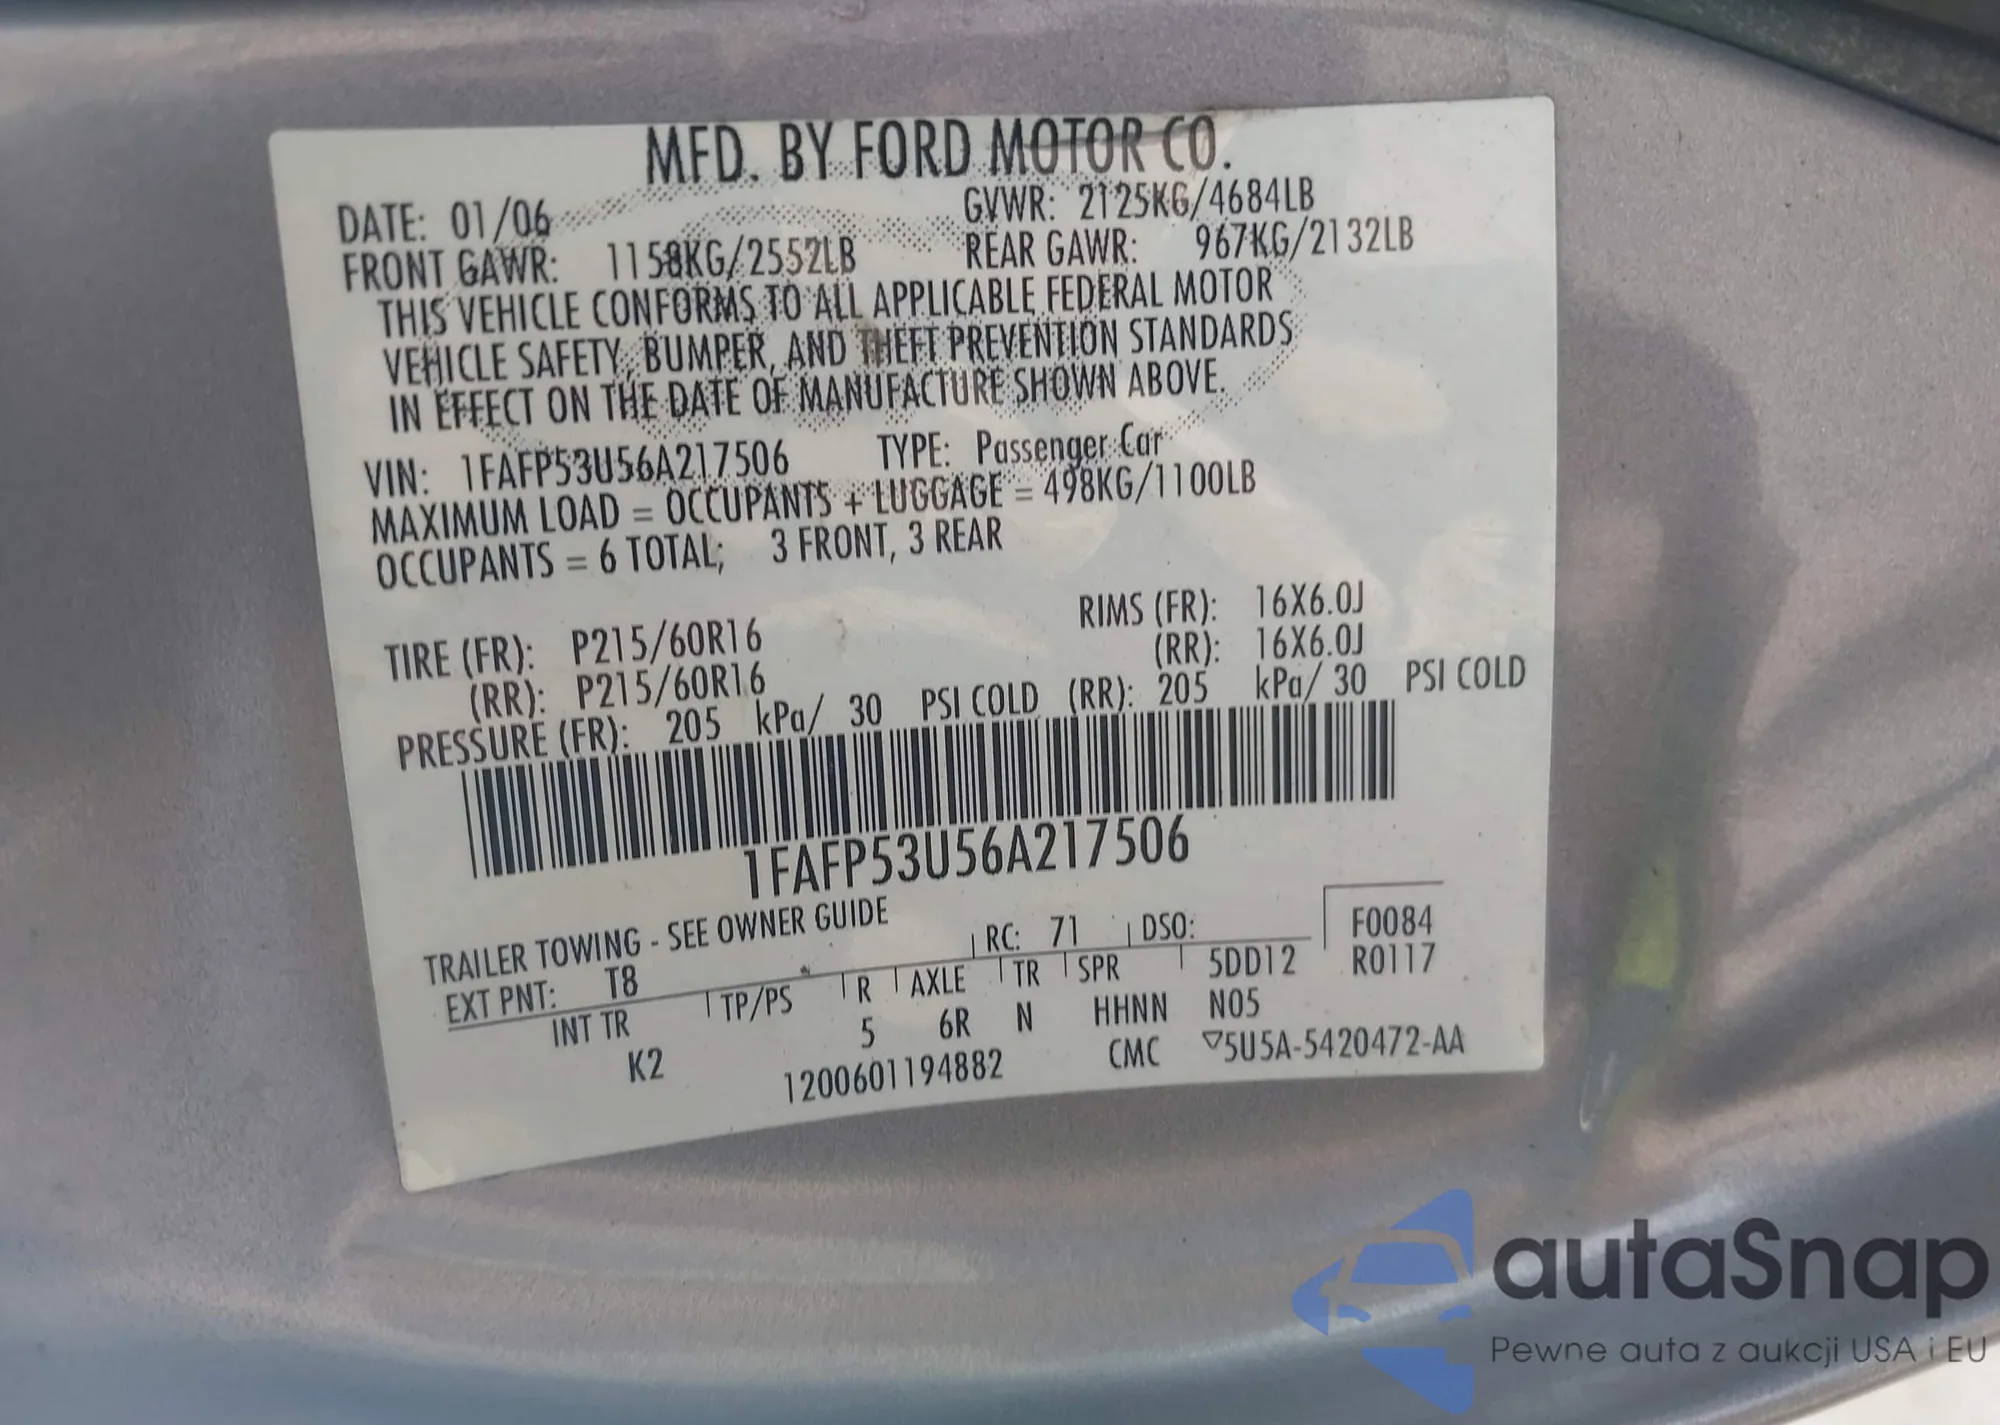 MFD. BY FORD MOTOR CO.
DATE: 01/06 GVWR: 2125KG/4684LB
FRONT GAWR: 1158KG/2552LB REAR GAWR: 967KG/2132LB
THIS VEHICLE CONFORMS TO ALL APPLICABLE FEDERAL MOTOR
VEHICLE SAFETY, BUMPER, AND THEFT PREVENTION STANDARDS
IN EFFECT ON THE DATE OF MANUFACTURE SHOWN ABOVE.
VIN: 1FAFP53U56A217506 TYPE: Passenger Car
MAXIMUM LOAD = OCCUPANTS + LUGGAGE = 498KG/1100LB
OCCUPANTS = 6 TOTAL; 3 FRONT, 3 REAR
TIRE (FR): P215/60R16 RIMS (FR): 16X6.0J
(RR): P215/60R16 (RR): 16X6.0J
PRESSURE (FR): 205 kPa/ 30 PSI COLD (RR): 205 kPa/ 30 PSI COLD
1FAFP53U56A217506
TRAILER TOWING - SEE OWNER GUIDE
EXT PNT: T8 RC: 71 DSO: F0084
INT TR TP/PS R AXLE TR SPR 5DD12 R0117
K2 5 6R N HHNN N05
1200601194882 CMC ▽5U5A-5420472-AA
autaSnap
Pewne auta z aukcji USA i EU